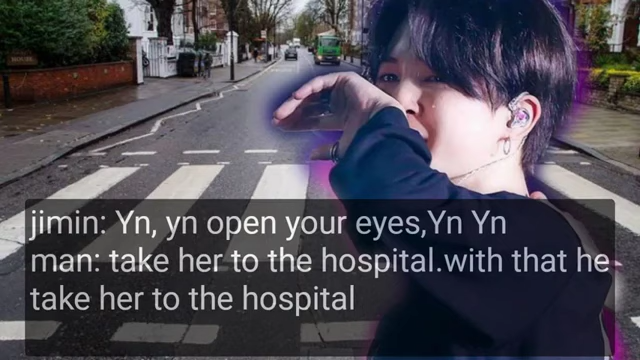 jimin: Yn, yn open your eyes,Yn Yn
man: take her to the hospital.with that he
take her to the hospital